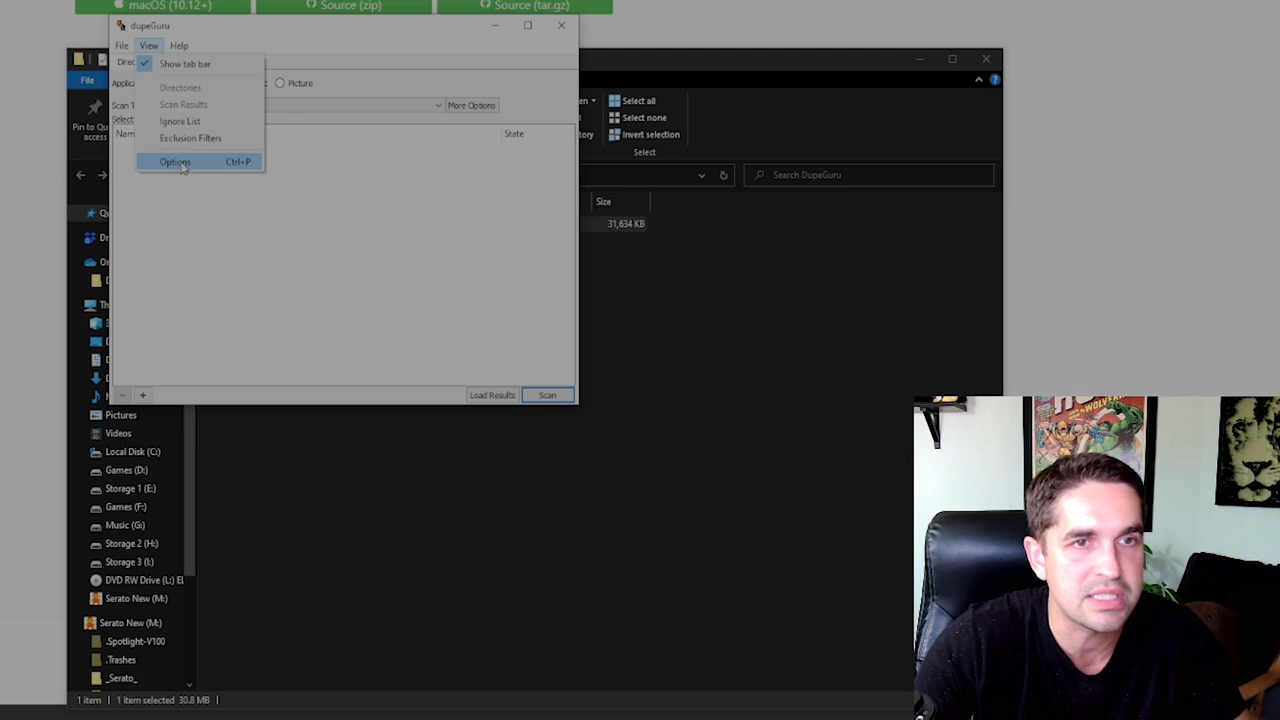 macOS (10.12+)
Source (zip)
Source (tar.gz)
dupeGuru
File
View
Help
Show tab bar
Picture
Directories
Scan Results
Ignore List
Exclusion Filters
Options
Ctrl+P
More Options
State
Load Results
Scan
File
Pin to Qu
access
Select all
Select none
Invert selection
Select
Search DupeGuru
Size
31,634 KB
Pictures
Videos
Local Disk (C:)
Games (D:)
Storage 1 (E:)
Games (F:)
Music (G:)
Storage 2 (H:)
Storage 3 (I:)
DVD RW Drive (L:) El
Serato New (M:)
Serato New (M:)
.Spotlight-V100
.Trashes
_Serato_
1 item
1 item selected 30.8 MB
WOLVERI